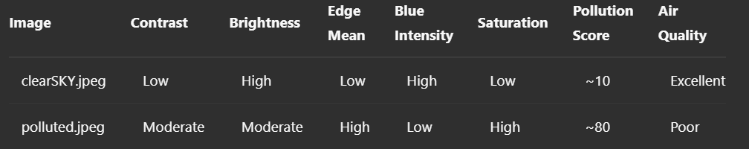 Image Contrast Brightness Edge Mean Blue Intensity Saturation Pollution Score Air Quality
clearSKY.jpeg Low High Low High Low ~10 Excellent
polluted.jpeg Moderate Moderate High Low High ~80 Poor